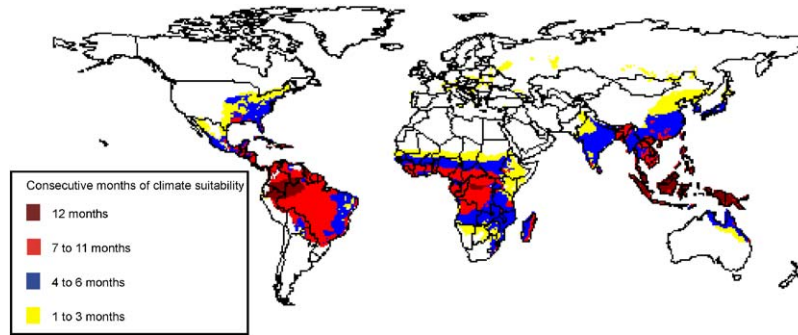 Consecutive months of climate suitability
12 months
7 to 11 months
4 to 6 months
1 to 3 months